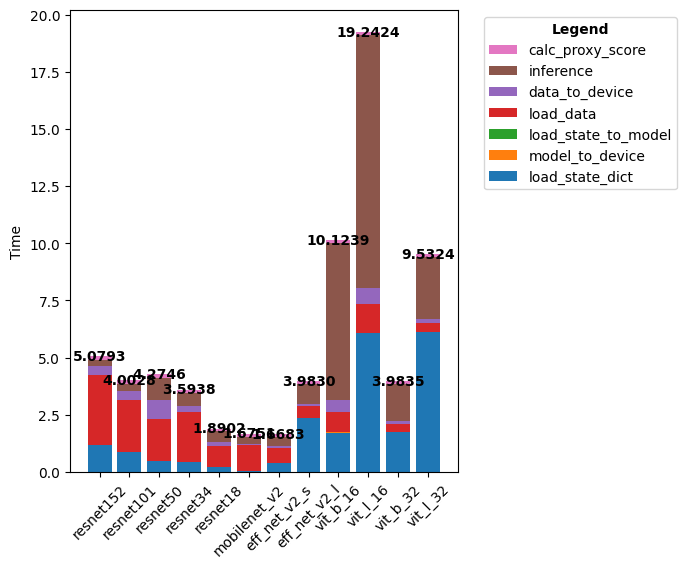 20.0
17.5
15.0
12.5
10.0
7.5
5.0
2.5
0.0
Time
5.0793
4.0028
4.2746
3.5938
1.8902
1.6683
3.9830
10.1239
19.2424
3.9835
9.5324
resnet152
resnet101
resnet50
resnet34
resnet18
mobilenet_v2
eff_net_v2_s
eff_net_v2_l
vit_b_16
vit_l_16
vit_b_32
vit_l_32
Legend
calc_proxy_score
inference
data_to_device
load_data
load_state_to_model
model_to_device
load_state_dict